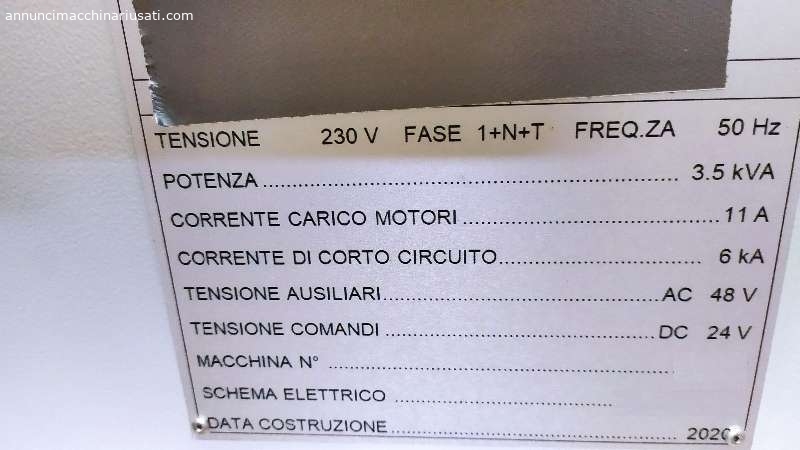 annuncimacchinariusati.com
TENSIONE 230 V FASE 1+N+T FREQ.ZA 50 Hz
POTENZA........................................................ 3.5 kVA
CORRENTE CARICO MOTORI................................... 11 A
CORRENTE DI CORTO CIRCUITO............................ 6 kA
TENSIONE AUSILIARI.............................................AC 48 V
TENSIONE COMANDI .............................................DC 24 V
MACCHINA N° .......................................................
SCHEMA ELETTRICO ...................................
DATA COSTRUZIONE............................................... 2020